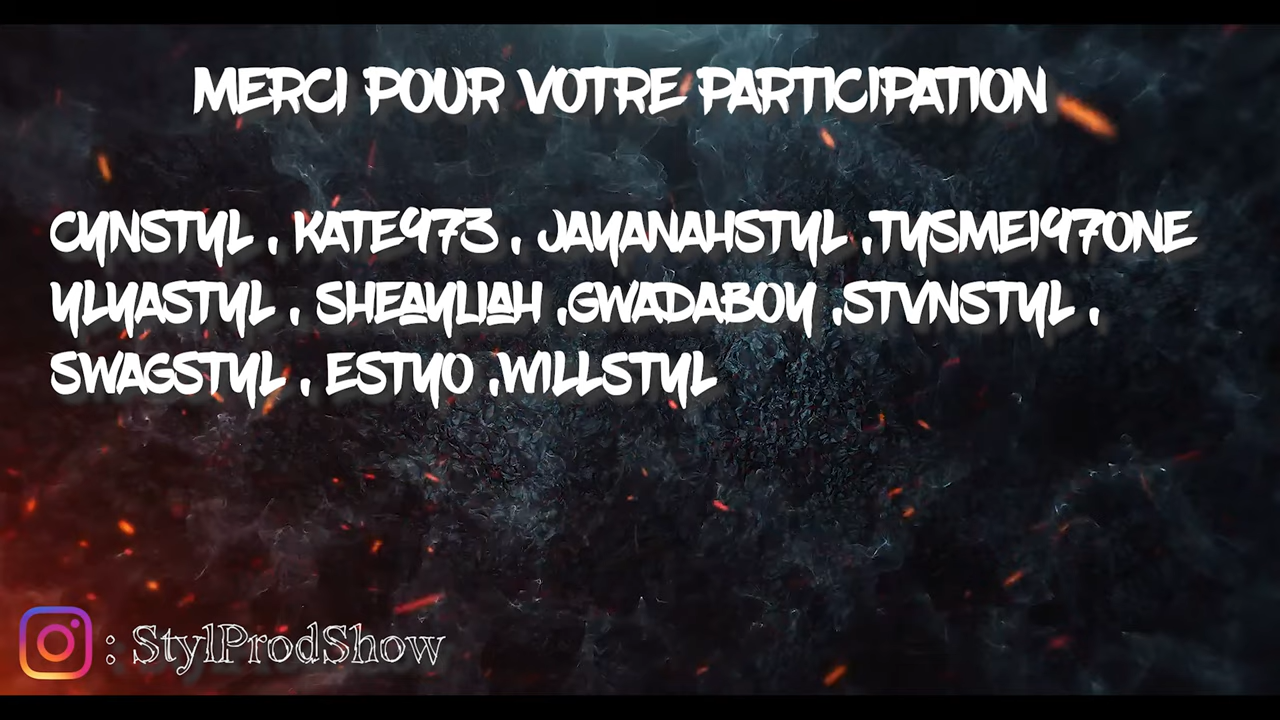 MERCI POUR VOTRE PARTICIPATION
CYNSTYL , KATE973 , JAYANAHSTYL ,TYSME1970NE
YLYASTYL , SHEAYLIAH ,GWADABOY ,STVNSTYL ,
SWAGSTYL , ESTYO ,WILLSTYL
: StylProdShow